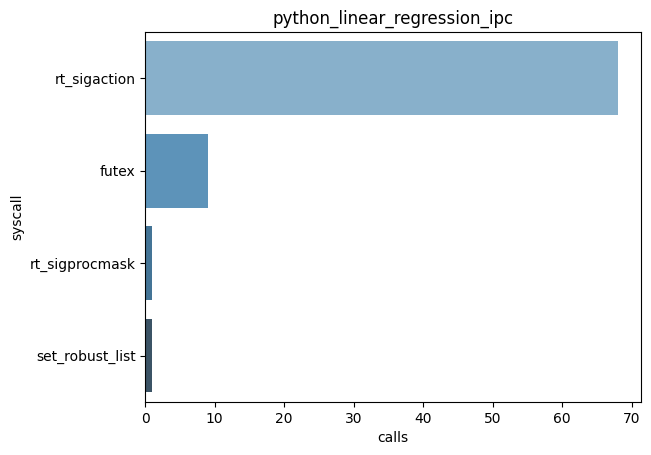 python_linear_regression_ipc
rt_sigaction
futex
rt_sigprocmask
set_robust_list
syscall
0 10 20 30 40 50 60 70
calls